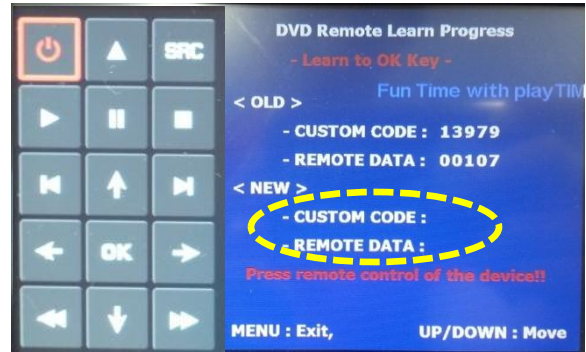 SRC
OK
DVD Remote Learn Progress
- Learn to OK Key -
Fun Time with playTIM
< OLD >
- CUSTOM CODE : 13979
- REMOTE DATA : 00107
< NEW >
- CUSTOM CODE :
- REMOTE DATA :
Press remote control of the device!!
MENU : Exit, UP/DOWN : Move